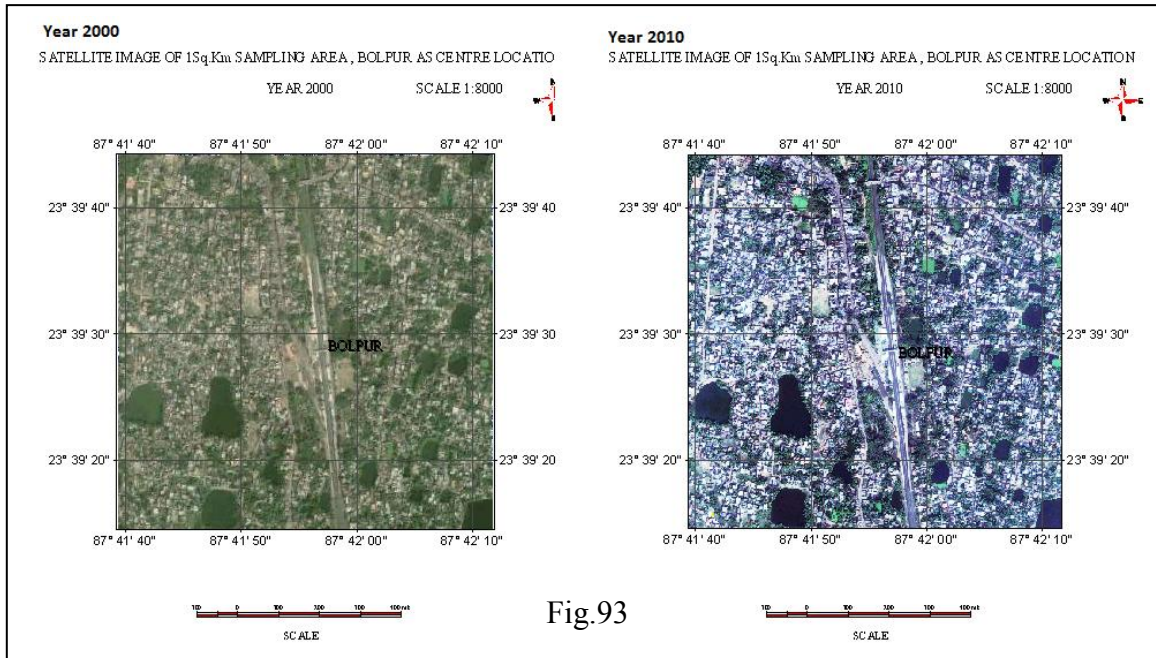 Year 2000
SATELLITE IMAGE OF 1Sq.Km SAMPLING AREA, BOLPUR AS CENTRE LOCATIO
YEAR 2000 SCALE 1:8000
N
W
87° 41' 40" 87° 41' 50" 87° 42' 00" 87° 42' 10"
23° 39' 40" 23° 39' 40
23° 39' 30" 23° 39' 30
BOLPUR
23° 39' 20" 23° 39' 20
87° 41' 40" 87° 41' 50" 87° 42' 00" 87° 42' 10"
SCALE
Year 2010
SATELLITE IMAGE OF 1Sq.Km SAMPLING AREA, BOLPUR AS CENTRE LOCATION
YEAR 2010 SCALE 1:8000
N
W E
87° 41' 40" 87° 41' 50" 87° 42' 00" 87° 42' 10"
23° 39' 40" 23° 39' 40"
23° 39' 30" 23° 39' 30"
BOLPUR
23° 39' 20" 23° 39' 20"
87° 41' 40" 87° 41' 50" 87° 42' 00" 87° 42' 10"
SCALE
Fig.93